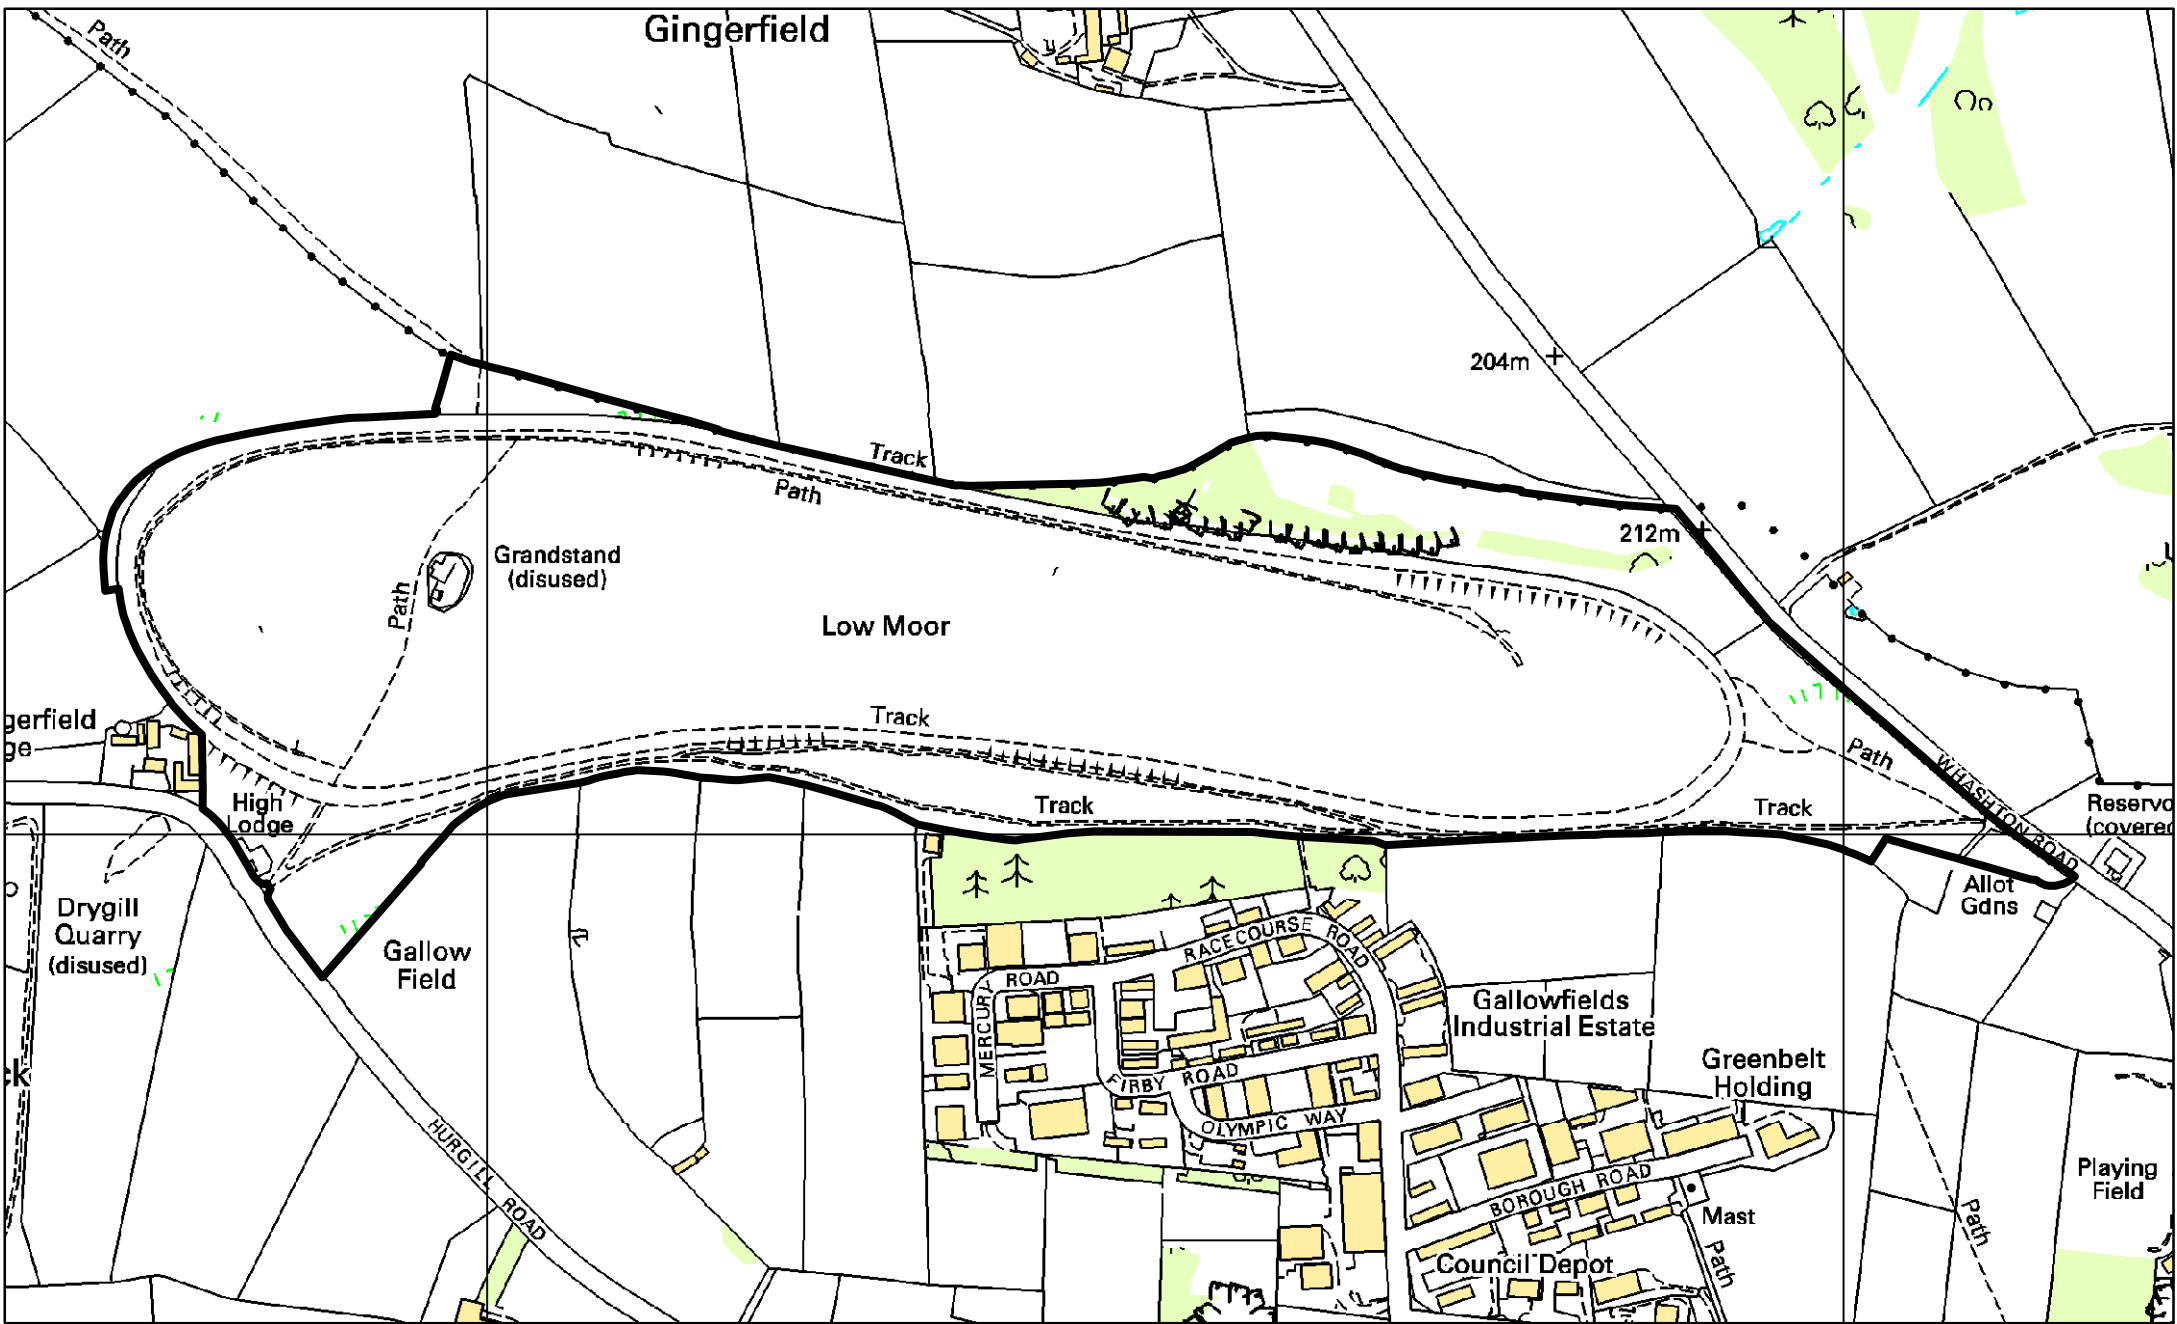 Gingerfield
Path
204m
Track
Path
212m
Grandstand
(disused)
Path
Low Moor
gerfield
ge
Track
Path
WHASHTON ROAD
High
Lodge
Track
Track
Reservo
(covered
Allot
Gdns
Drygill
Quarry
(disused)
Gallow
Field
RACECOURSE ROAD
ROAD
MERCURY
Gallowfields
Industrial Estate
ck
FIRBY ROAD
Greenbelt
Holding
OLYMPIC WAY
HURGILL ROAD
BOROUGH ROAD
Playing
Field
Mast
Path
Path
Council Depot